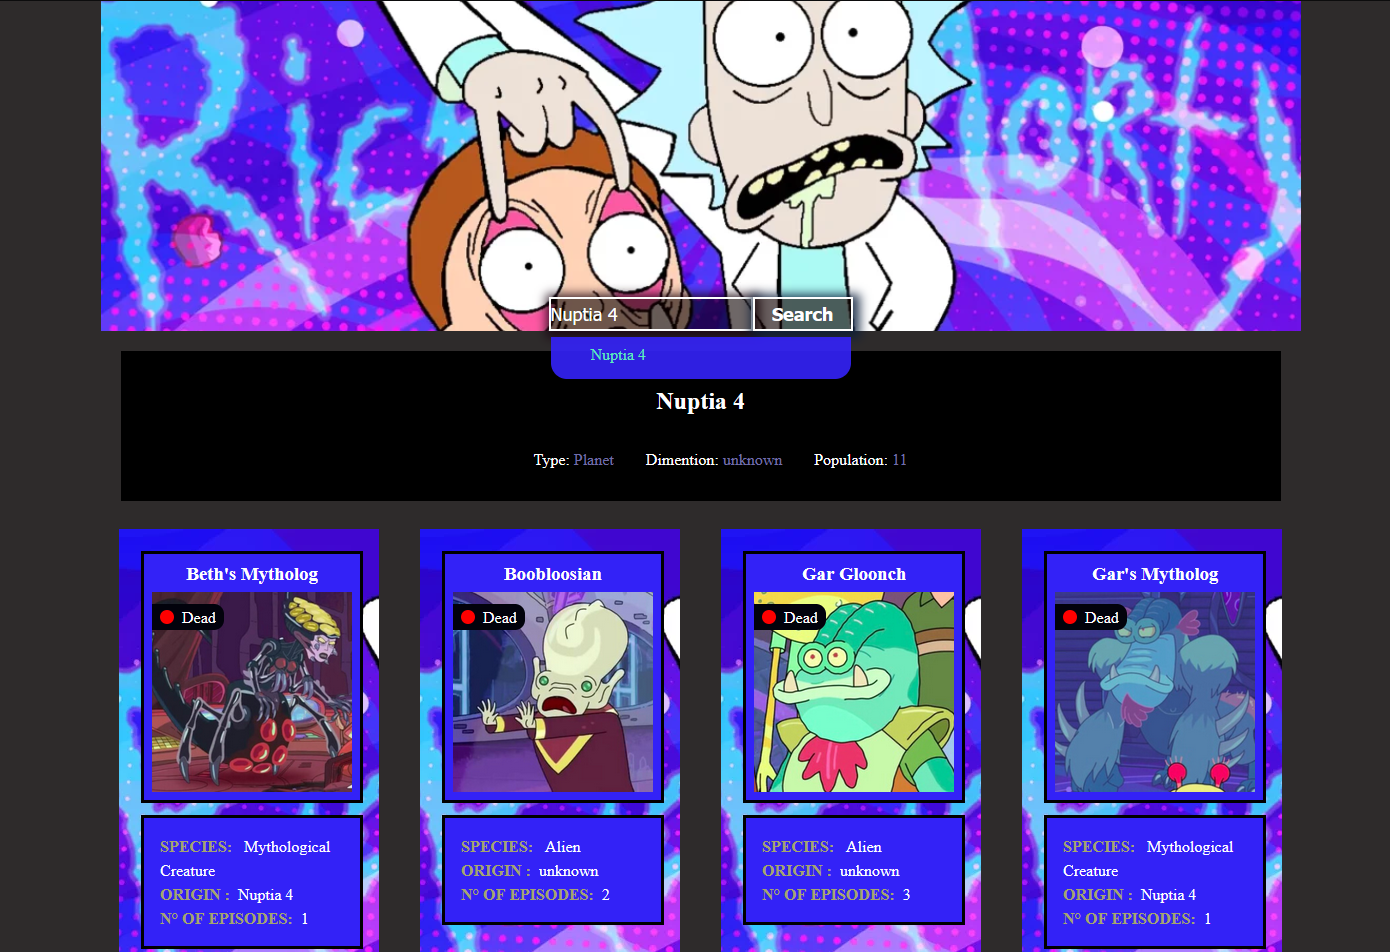 Rick
Morty
Nuptia 4
Search
Nuptia 4
Nuptia 4
Type: Planet Dimention: unknown Population: 11
Beth's Mytholog
Dead
SPECIES: Mythological
Creature
ORIGIN : Nuptia 4
N° OF EPISODES: 1
Boobloosian
Dead
SPECIES: Alien
ORIGIN : unknown
N° OF EPISODES: 2
Gar Gloonch
Dead
SPECIES: Alien
ORIGIN : unknown
N° OF EPISODES: 3
Gar's Mytholog
Dead
SPECIES: Mythological
Creature
ORIGIN : Nuptia 4
N° OF EPISODES: 1